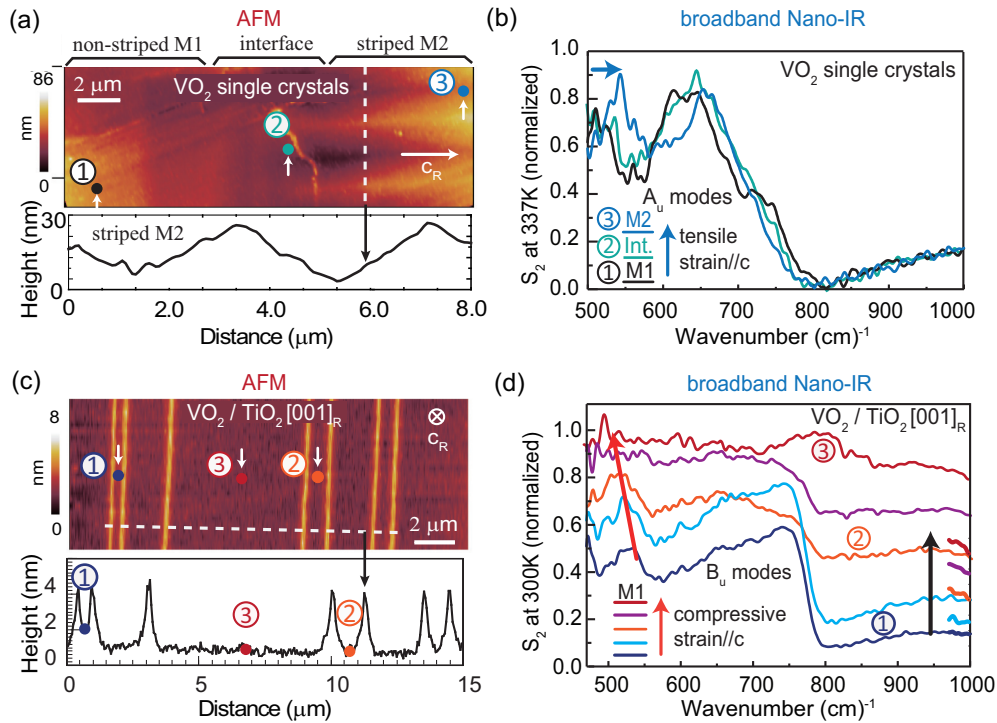 (a)
AFM
non-striped M1
interface
striped M2
86
nm
0
2 μm
VO2 single crystals
1
2
3
cR
30
15
0
Height (nm)
striped M2
0.0
2.0
4.0
6.0
8.0
Distance (μm)
(b)
broadband Nano-IR
VO2 single crystals
S2 at 337K (normalized)
1.0
0.8
0.6
0.4
0.2
0.0
Au modes
3 M2
2 Int.
1 M1
tensile
strain//c
500
600
700
800
900
1000
Wavenumber (cm)-1
(c)
AFM
VO2 / TiO2 [001]R
8
nm
0
⊗
cR
1
3
2
2 μm
Height (nm)
4
2
0
1
3
2
0
5
10
15
Distance (μm)
(d)
broadband Nano-IR
VO2 / TiO2 [001]R
S2 at 300K (normalized)
1.0
0.8
0.6
0.4
0.2
0.0
3
2
1
Bu modes
M1
compressive
strain//c
500
600
700
800
900
1000
Wavenumber (cm)-1